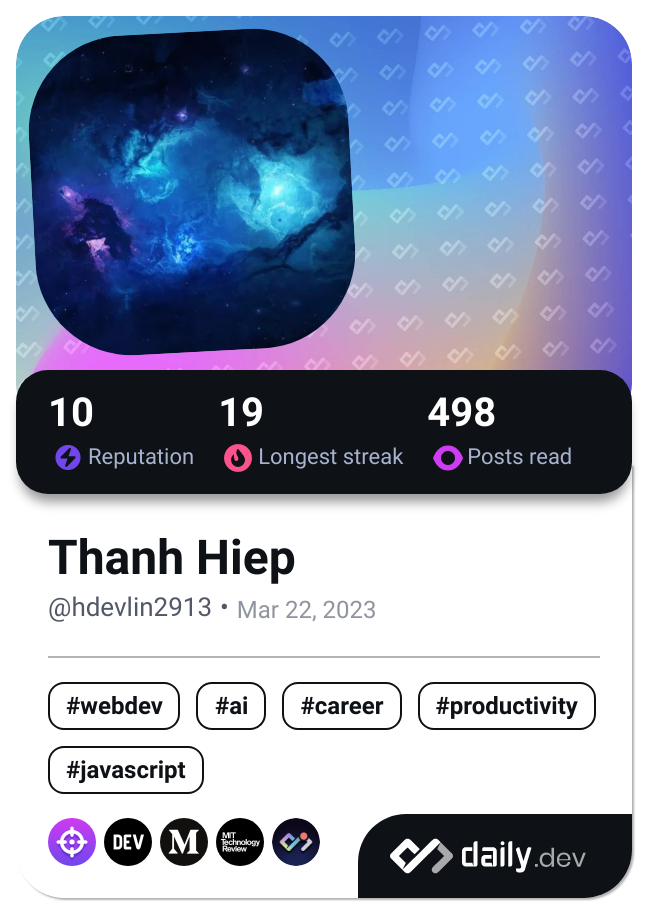 10 19 498
Reputation Longest streak Posts read
Thanh Hiep
@hdevlin2913 • Mar 22, 2023
#webdev #ai #career #productivity
#javascript
DEV M MIT
Technology
Review
daily.dev